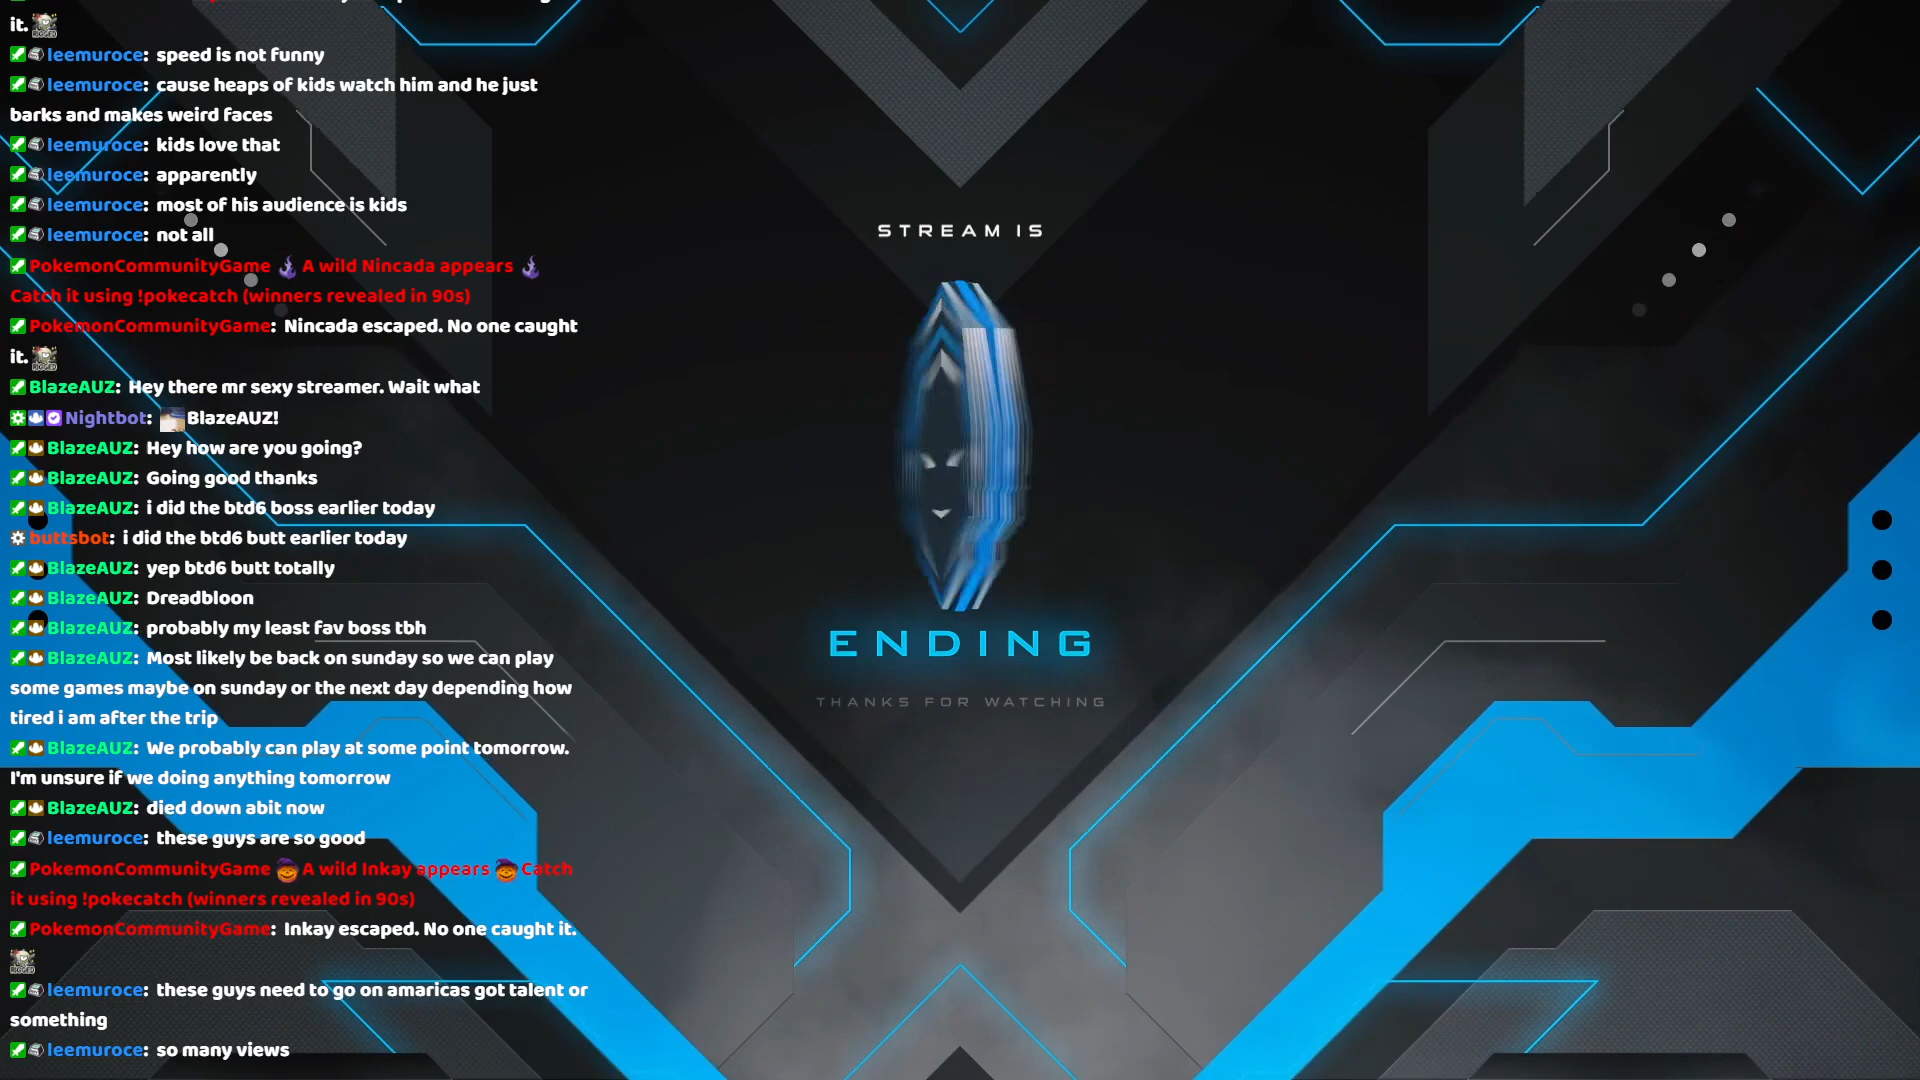 it.
leemuroce: speed is not funny
leemuroce: cause heaps of kids watch him and he just
barks and makes weird faces
leemuroce: kids love that
leemuroce: apparently
leemuroce: most of his audience is kids
leemuroce: not all
PokemonCommunityGame A wild Nincada appears
Catch it using !pokecatch (winners revealed in 90s)
PokemonCommunityGame: Nincada escaped. No one caught
it.
BlazeAUZ: Hey there mr sexy streamer. Wait what
Nightbot: BlazeAUZ!
BlazeAUZ: Hey how are you going?
BlazeAUZ: Going good thanks
BlazeAUZ: i did the btd6 boss earlier today
buttsbot: i did the btd6 butt earlier today
BlazeAUZ: yep btd6 butt totally
BlazeAUZ: Dreadbloon
BlazeAUZ: probably my least fav boss tbh
BlazeAUZ: Most likely be back on sunday so we can play
some games maybe on sunday or the next day depending how
tired i am after the trip
BlazeAUZ: We probably can play at some point tomorrow.
I'm unsure if we doing anything tomorrow
BlazeAUZ: died down abit now
leemuroce: these guys are so good
PokemonCommunityGame A wild Inkay appears Catch
it using !pokecatch (winners revealed in 90s)
PokemonCommunityGame: Inkay escaped. No one caught it.
leemuroce: these guys need to go on amaricas got talent or
something
leemuroce: so many views
STREAM IS
ENDING
THANKS FOR WATCHING